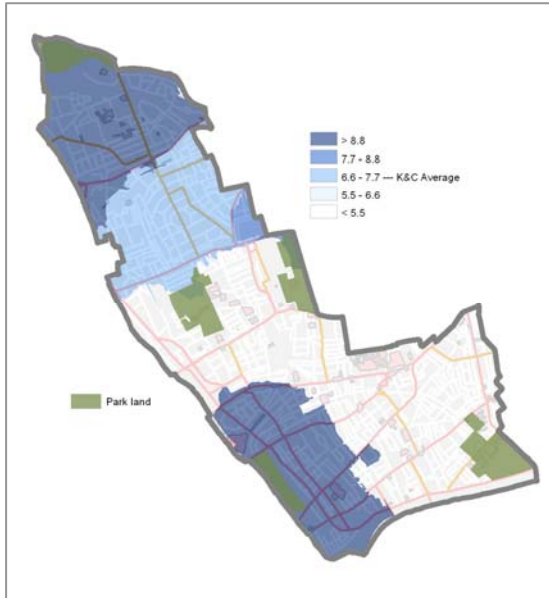 > 8.8
7.7 - 8.8
6.6 - 7.7 --- K&C Average
5.5 - 6.6
< 5.5
Park land